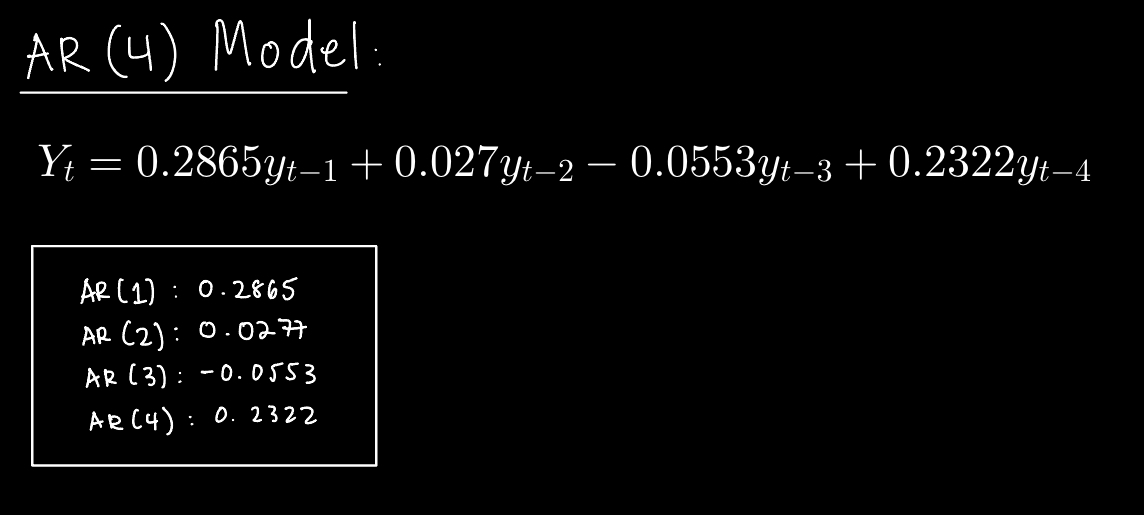 AR(4) Model:
Yₜ = 0.2865yₜ₋₁ + 0.027yₜ₋₂ − 0.0553yₜ₋₃ + 0.2322yₜ₋₄
AR(1): 0.2865
AR(2): 0.0277
AR(3): -0.0553
AR(4): 0.2322